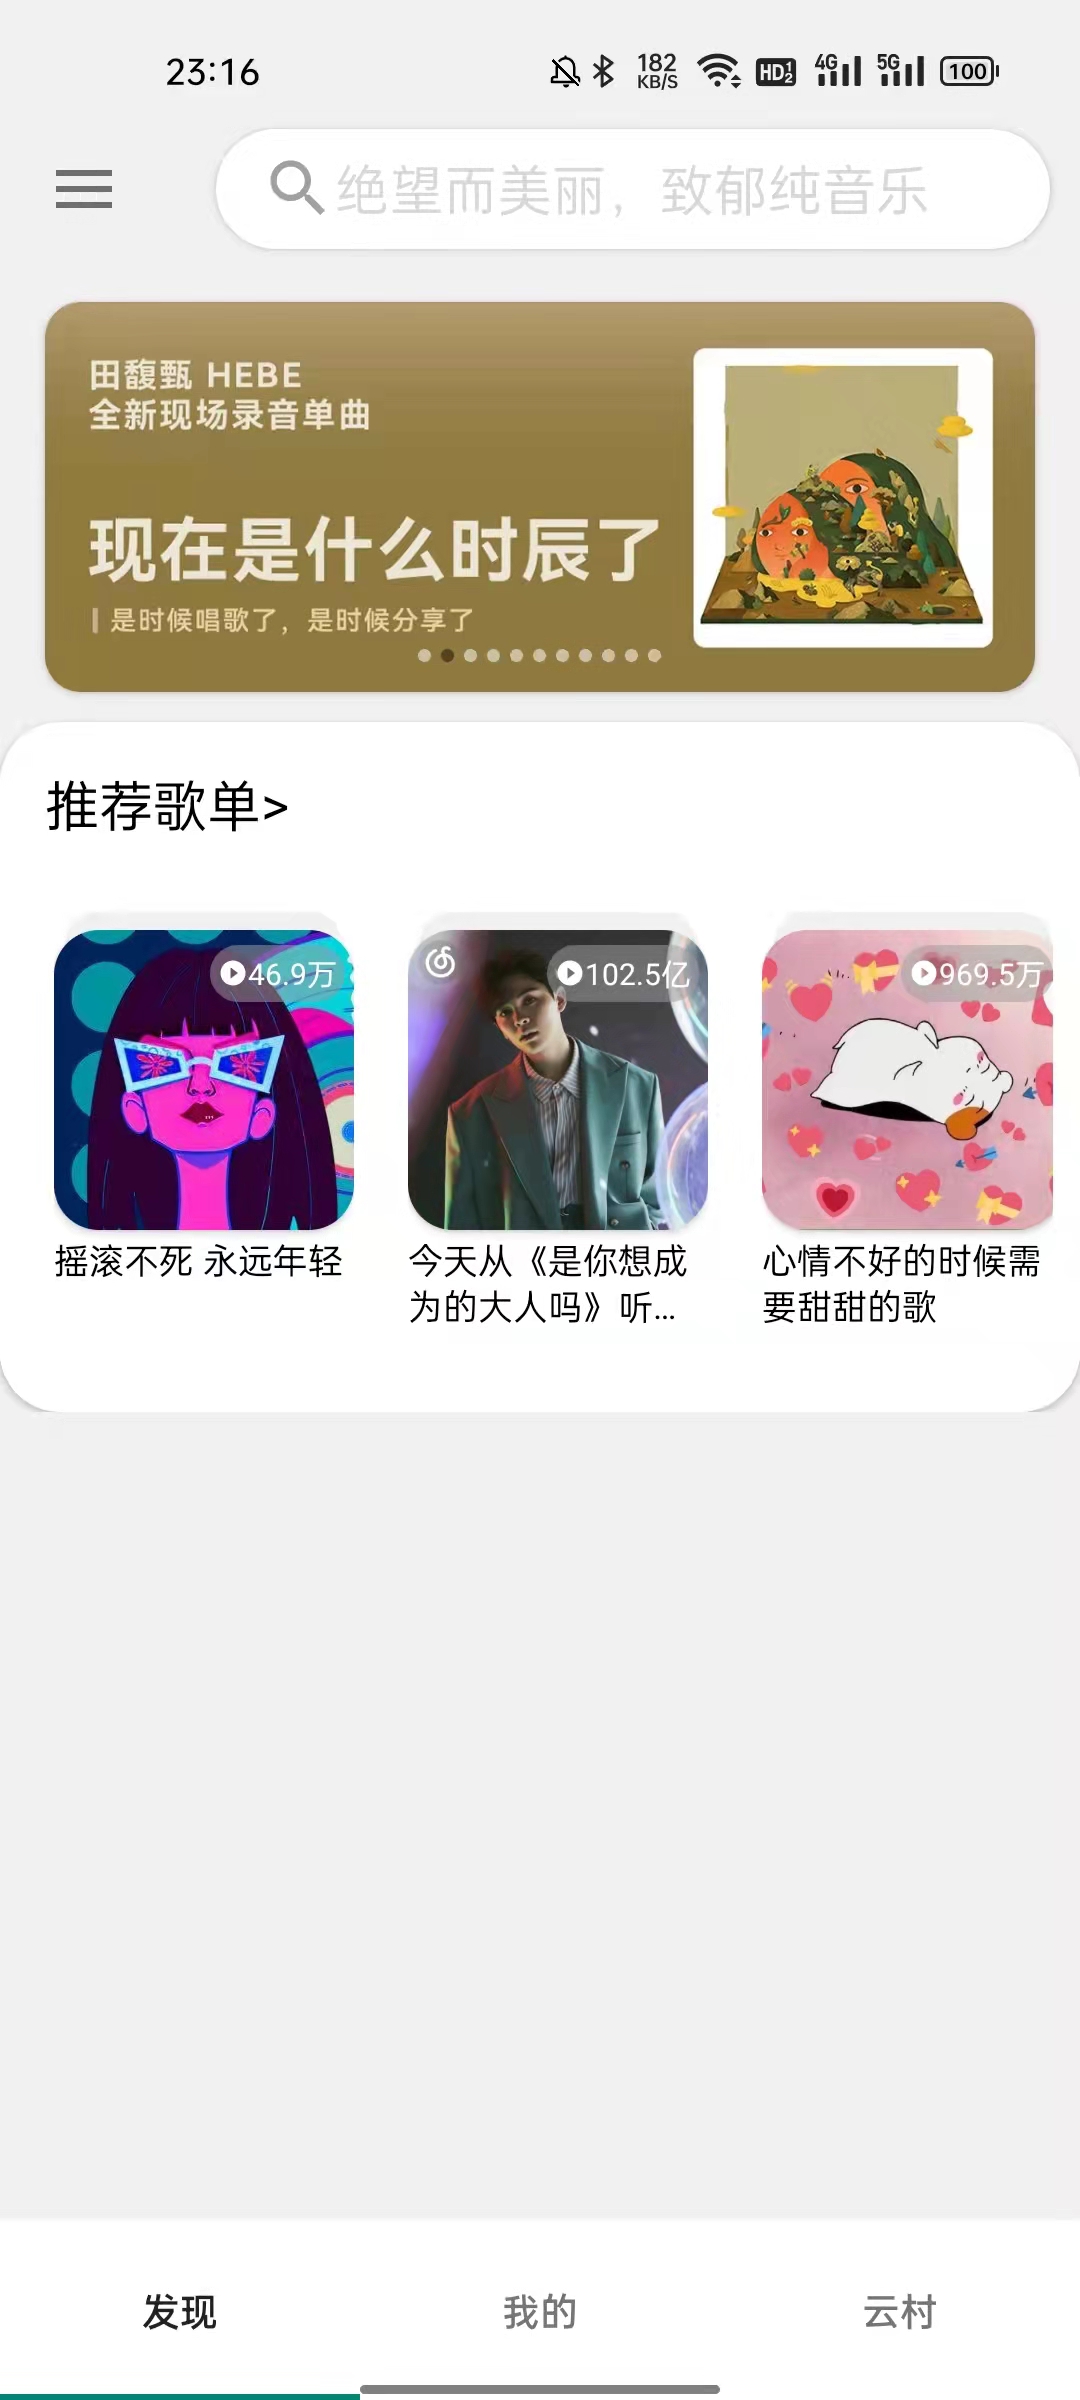 23:16
182
KB/S
HD 1 2
4G
5G
100
绝望而美丽，致郁纯音乐
田馥甄 HEBE
全新现场录音单曲
现在是什么时辰了
是时候唱歌了，是时候分享了
推荐歌单>
46.9万
102.5亿
969.5万
摇滚不死 永远年轻
今天从《是你想成
为的大人吗》听...
心情不好的时候需
要甜甜的歌
发现
我的
云村